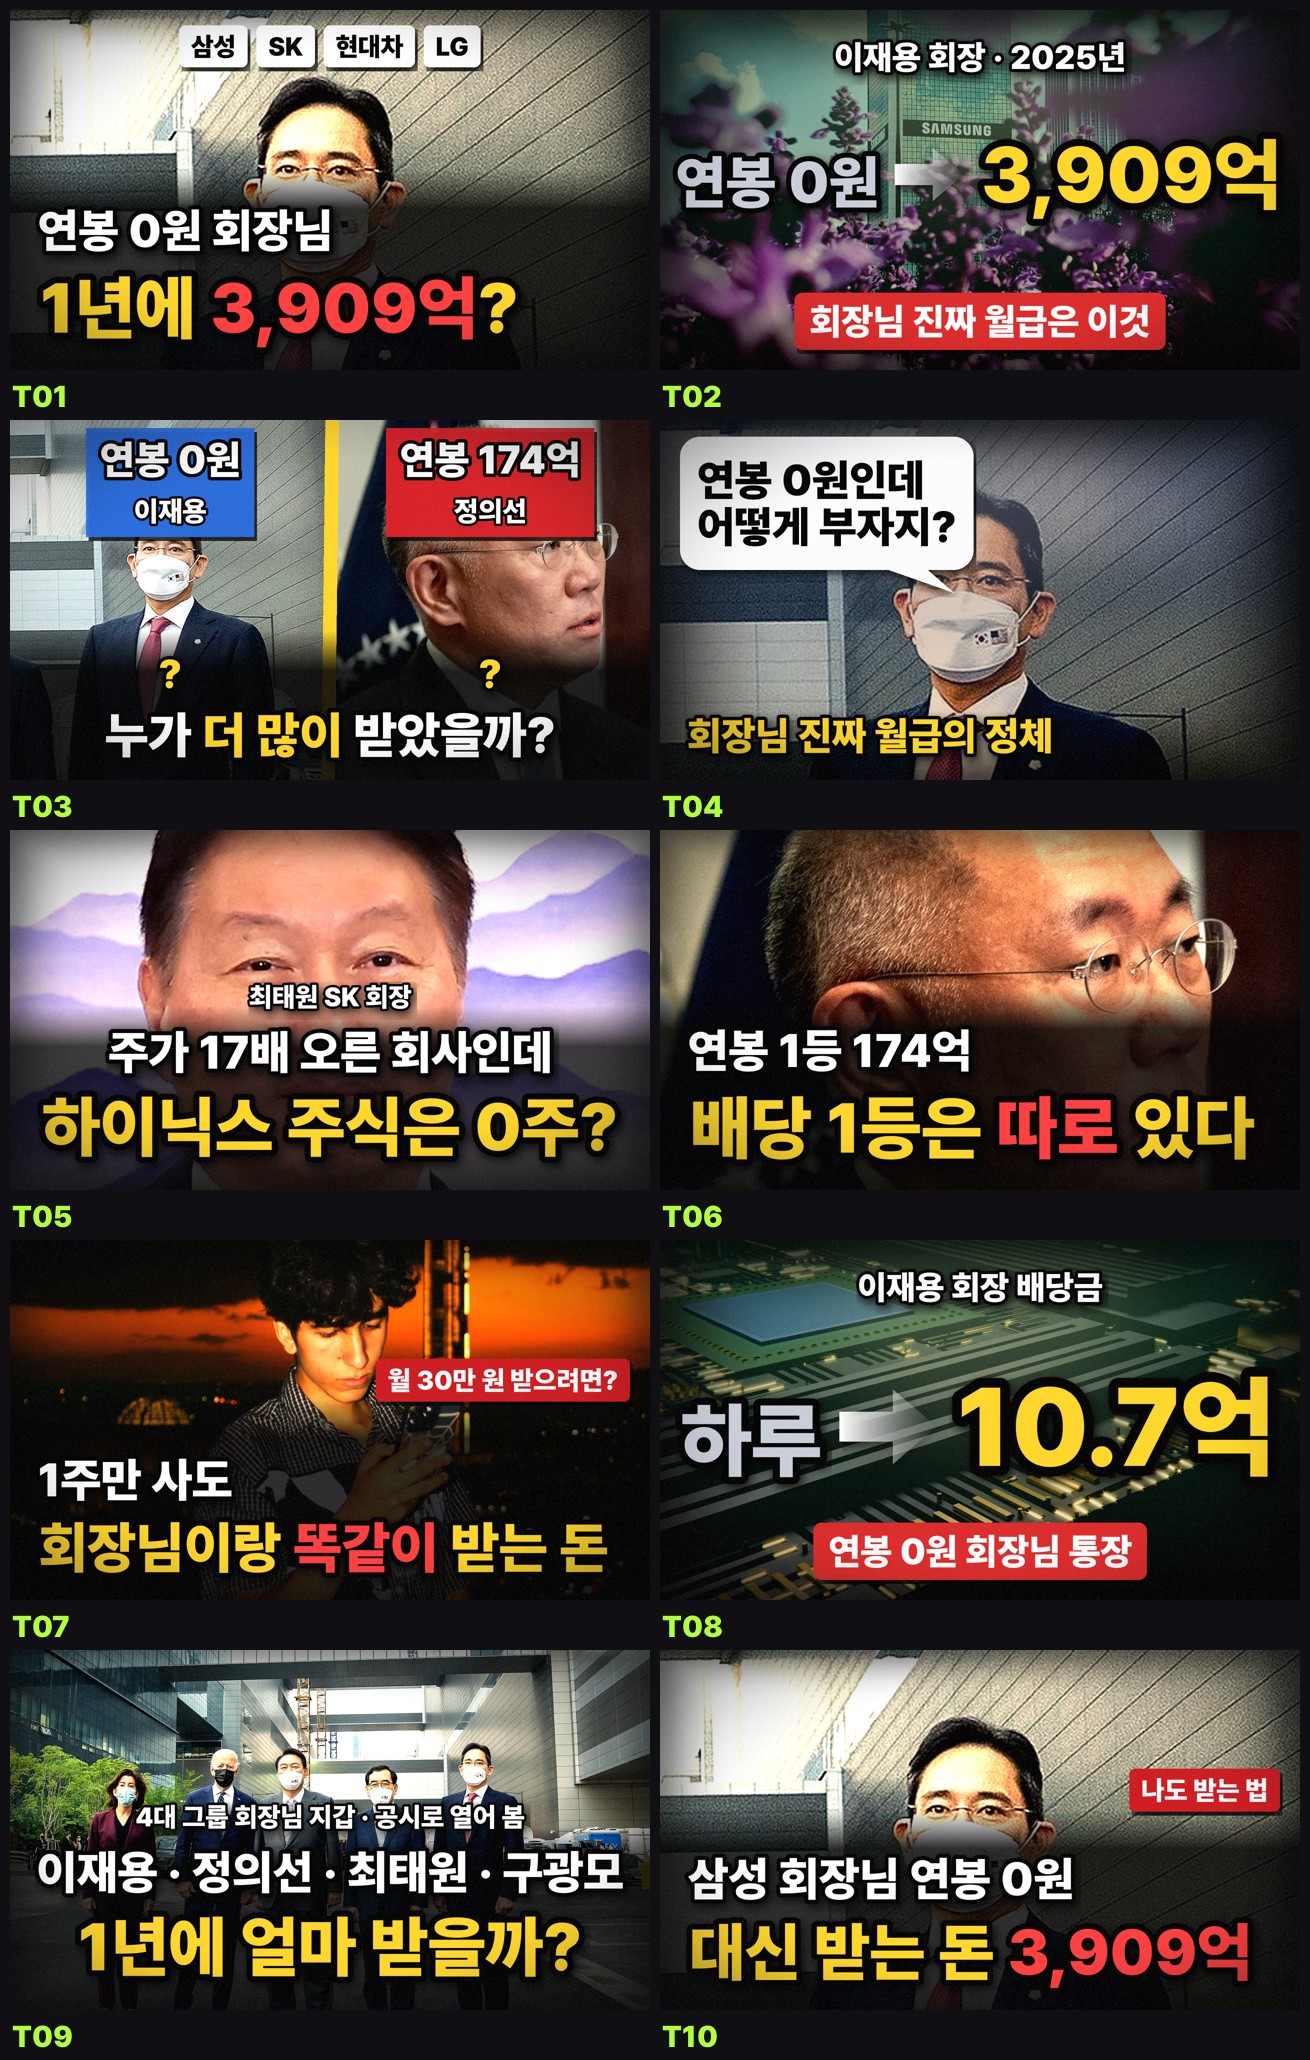 삼성 SK 현대차 LG
연봉 0원 회장님
1년에 3,909억?
T01
이재용 회장 · 2025년
SAMSUNG
연봉 0원 3,909억
회장님 진짜 월급은 이것
T02
연봉 0원
이재용
연봉 174억
정의선
? ?
누가 더 많이 받았을까?
T03
연봉 0원인데
어떻게 부자지?
회장님 진짜 월급의 정체
T04
최태원 SK 회장
주가 17배 오른 회사인데
하이닉스 주식은 0주?
T05
연봉 1등 174억
배당 1등은 따로 있다
T06
월 30만 원 받으려면?
1주만 사도
회장님이랑 똑같이 받는 돈
T07
이재용 회장 배당금
하루 10.7억
연봉 0원 회장님 통장
T08
4대 그룹 회장님 지갑 · 공시로 열어 봄
이재용 · 정의선 · 최태원 · 구광모
1년에 얼마 받을까?
T09
나도 받는 법
삼성 회장님 연봉 0원
대신 받는 돈 3,909억
T10